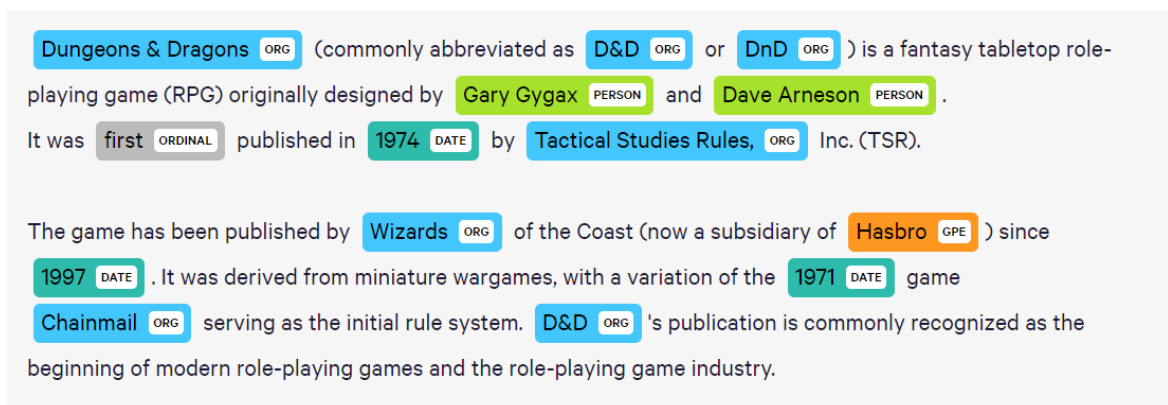 Dungeons & Dragons ORG (commonly abbreviated as D&D ORG or DnD ORG ) is a fantasy tabletop role-
playing game (RPG) originally designed by Gary Gygax PERSON and Dave Arneson PERSON .
It was first ORDINAL published in 1974 DATE by Tactical Studies Rules, ORG Inc. (TSR).
The game has been published by Wizards ORG of the Coast (now a subsidiary of Hasbro GPE ) since
1997 DATE . It was derived from miniature wargames, with a variation of the 1971 DATE game
Chainmail ORG serving as the initial rule system. D&D ORG 's publication is commonly recognized as the
beginning of modern role-playing games and the role-playing game industry.